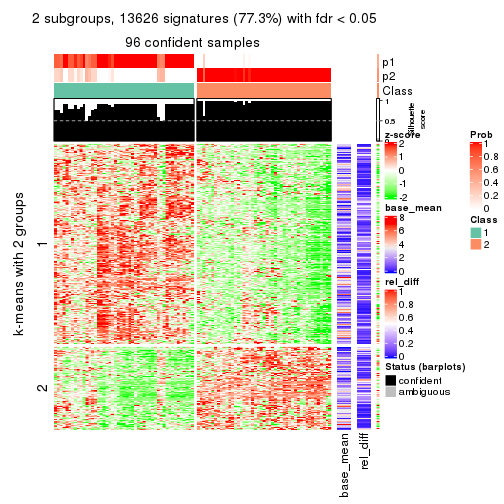 2 subgroups, 13626 signatures (77.3%) with fdr < 0.05
96 confident samples
p1
p2
Class
1
0.5
0
Silhouette
score
k-means with 2 groups
1
2
base_mean
rel_diff
z-score
2
1
0
-1
-2
base_mean
8
6
4
2
0
rel_diff
1
0.8
0.6
0.4
0.2
0
Status (barplots)
confident
ambiguous
Prob
1
0.8
0.6
0.4
0.2
0
Class
1
2